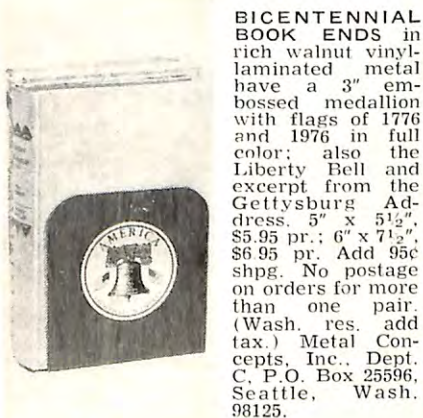 AMERICA
BICENTENNIAL
BOOK ENDS in
rich walnut vinyl-
laminated metal
have a 3" em-
bossed medallion
with flags of 1776
and 1976 in full
color; also the
Liberty Bell and
excerpt from the
Gettysburg Ad-
dress. 5" x 5½",
$5.95 pr.; 6" x 7½",
$6.95 pr. Add 95¢
shpg. No postage
on orders for more
than one pair.
(Wash. res. add
tax.) Metal Con-
cepts, Inc., Dept.
C, P.O. Box 25596,
Seattle, Wash.
98125.